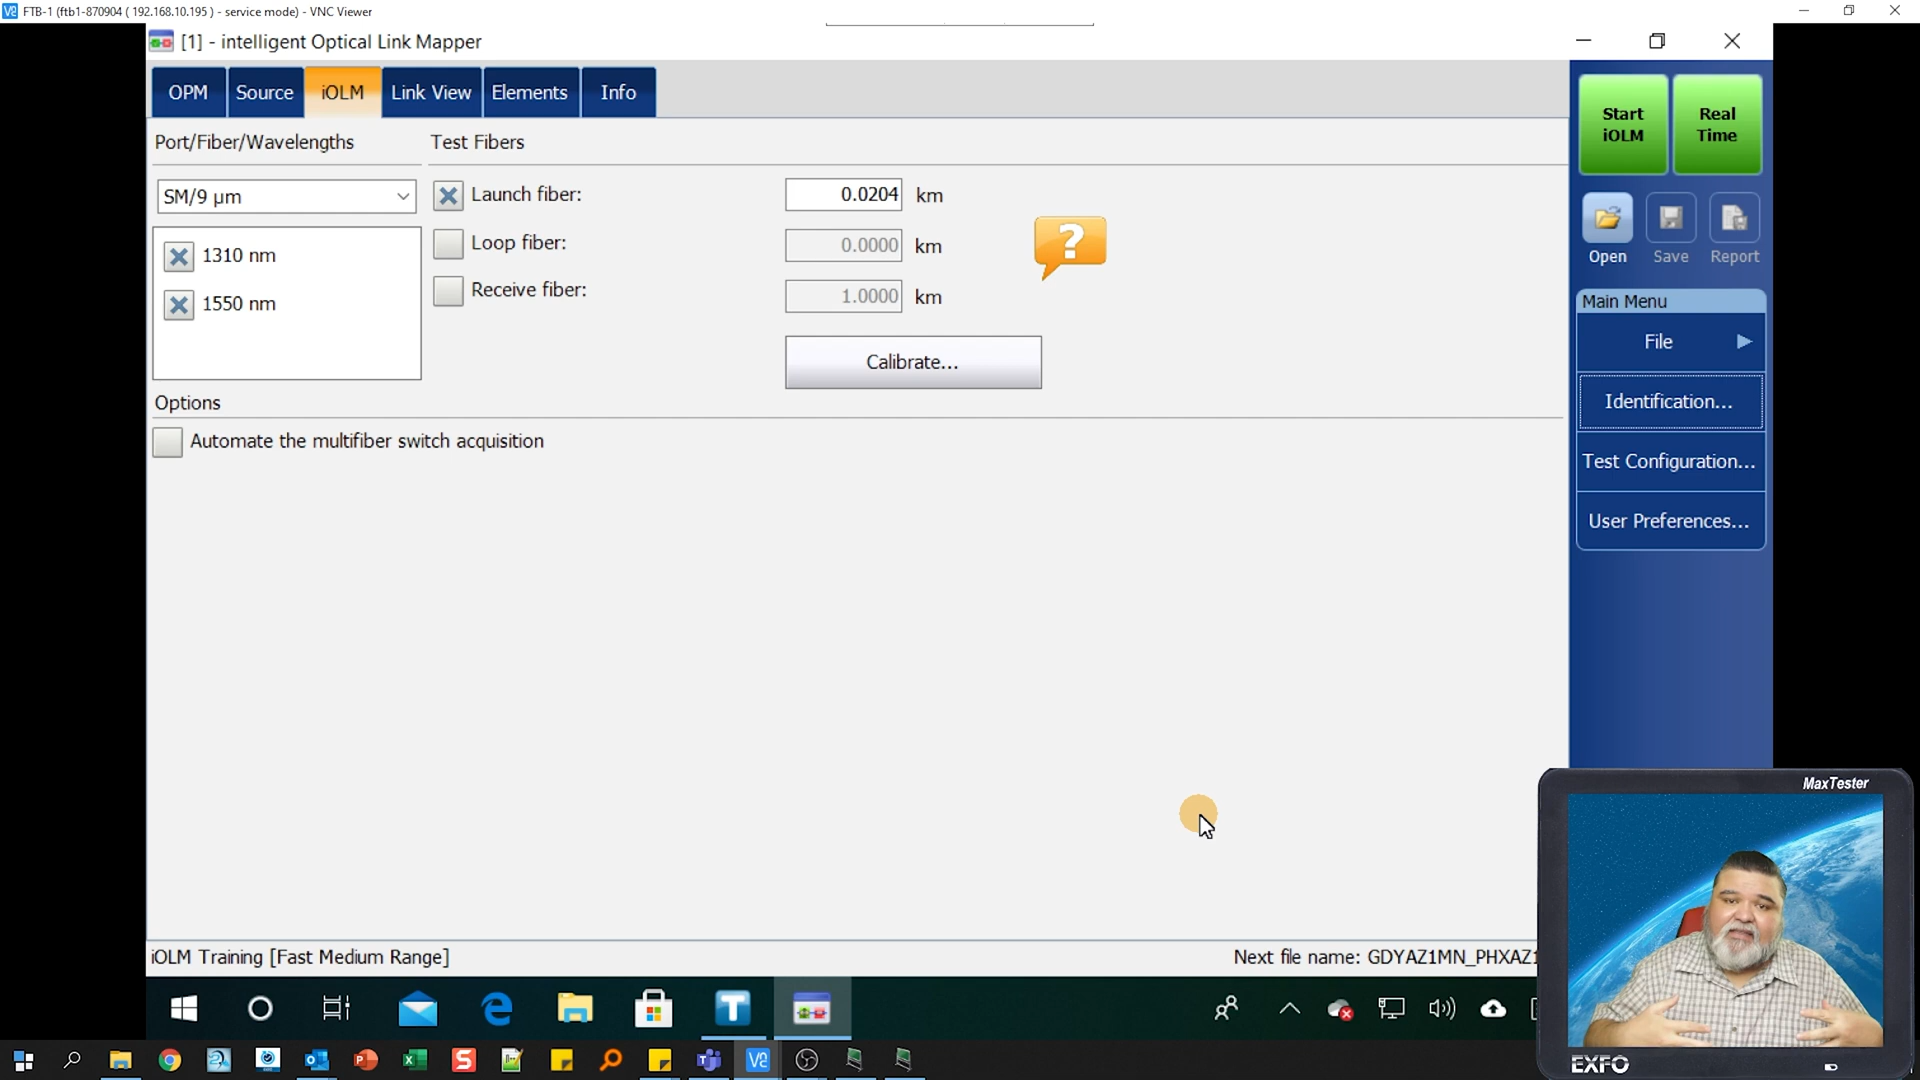 FTB-1 (ftb1-870904 ( 192.168.10.195 ) - service mode) - VNC Viewer
[1] - intelligent Optical Link Mapper
OPM Source iOLM Link View Elements Info
Port/Fiber/Wavelengths
SM/9 µm
1310 nm
1550 nm
Test Fibers
Launch fiber: 0.0204 km
Loop fiber: 0.0000 km
Receive fiber: 1.0000 km
?
Calibrate...
Options
Automate the multifiber switch acquisition
Start
iOLM
Real
Time
Open Save Report
Main Menu
File
Identification...
Test Configuration...
User Preferences...
iOLM Training [Fast Medium Range]
Next file name: GDYAZ1MN_PHXAZ1
MaxTester
EXFO